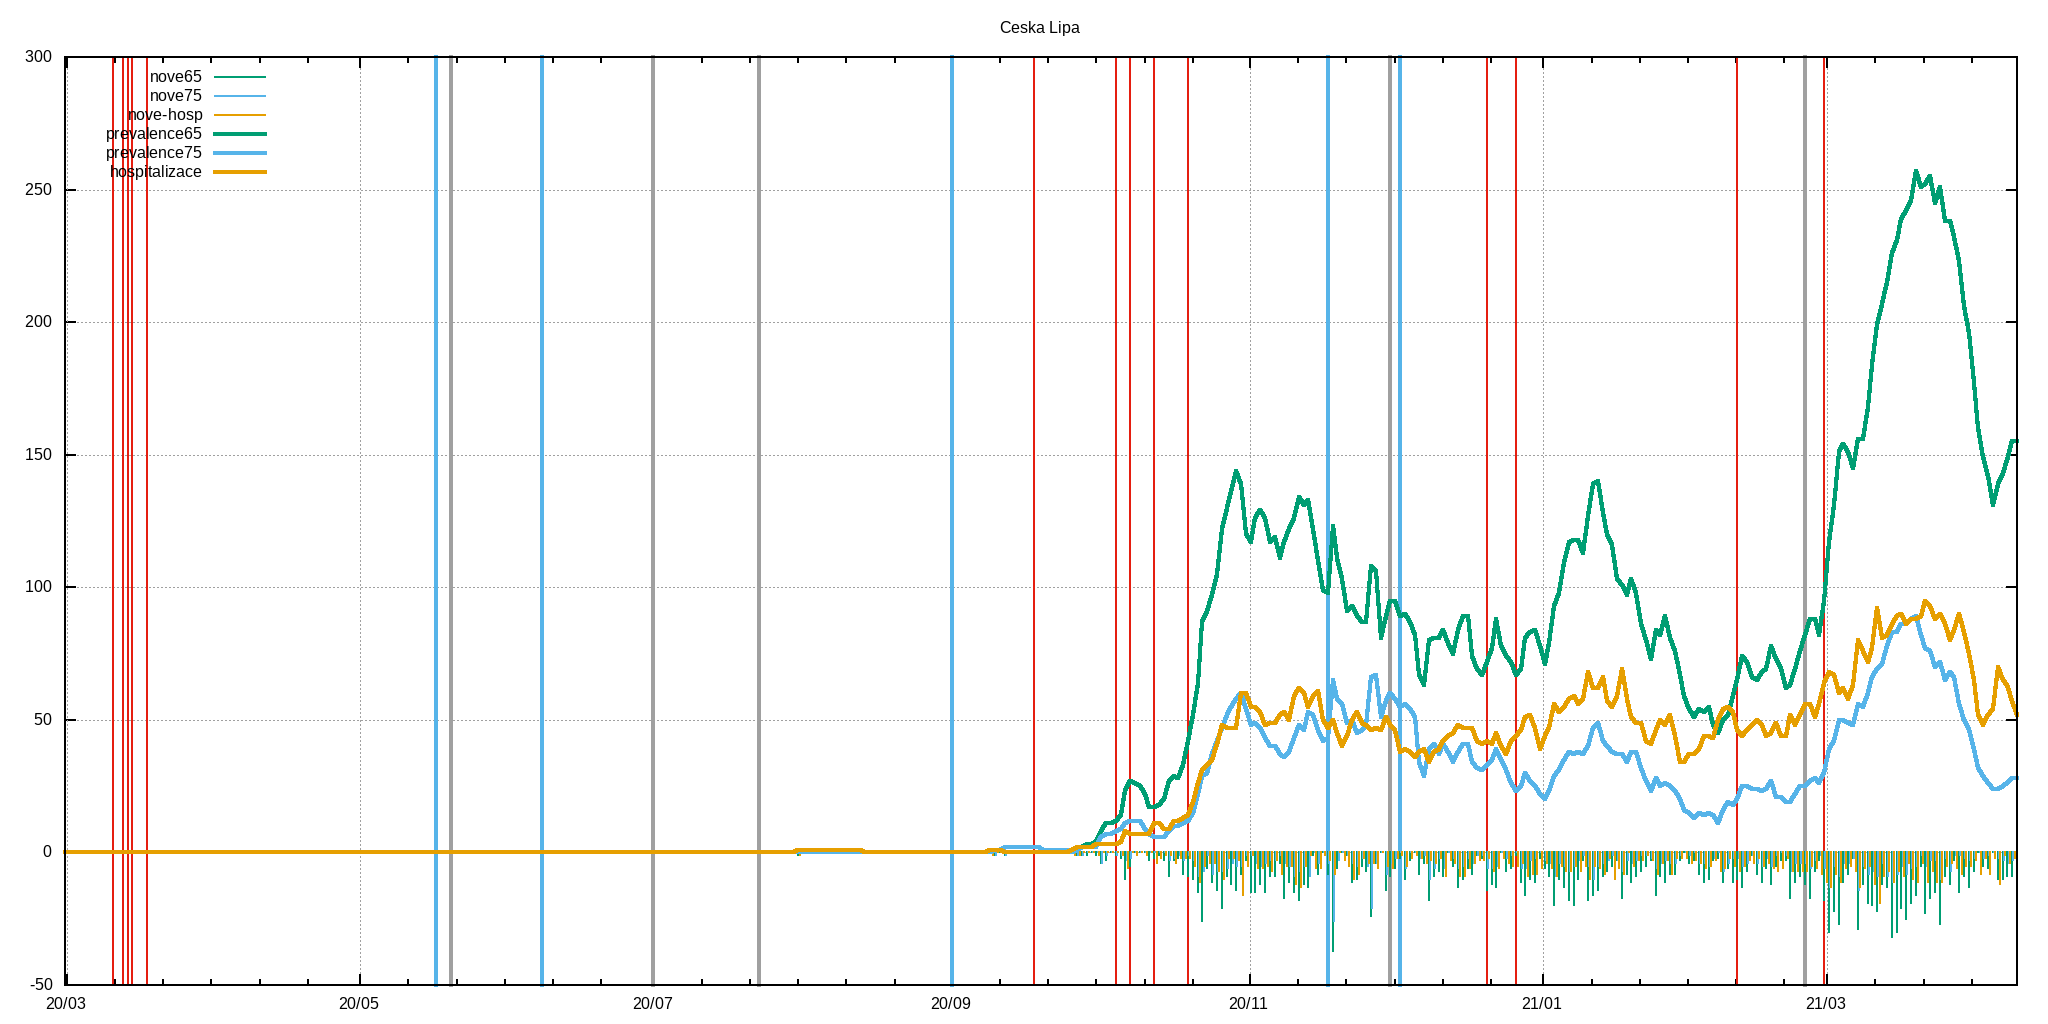 Ceska Lipa
300
nove65
nove75
nove-hosp
prevalence65
prevalence75
hospitalizace
250
200
150
100
50
0
-50
20/03 20/05 20/07 20/09 20/11 21/01 21/03